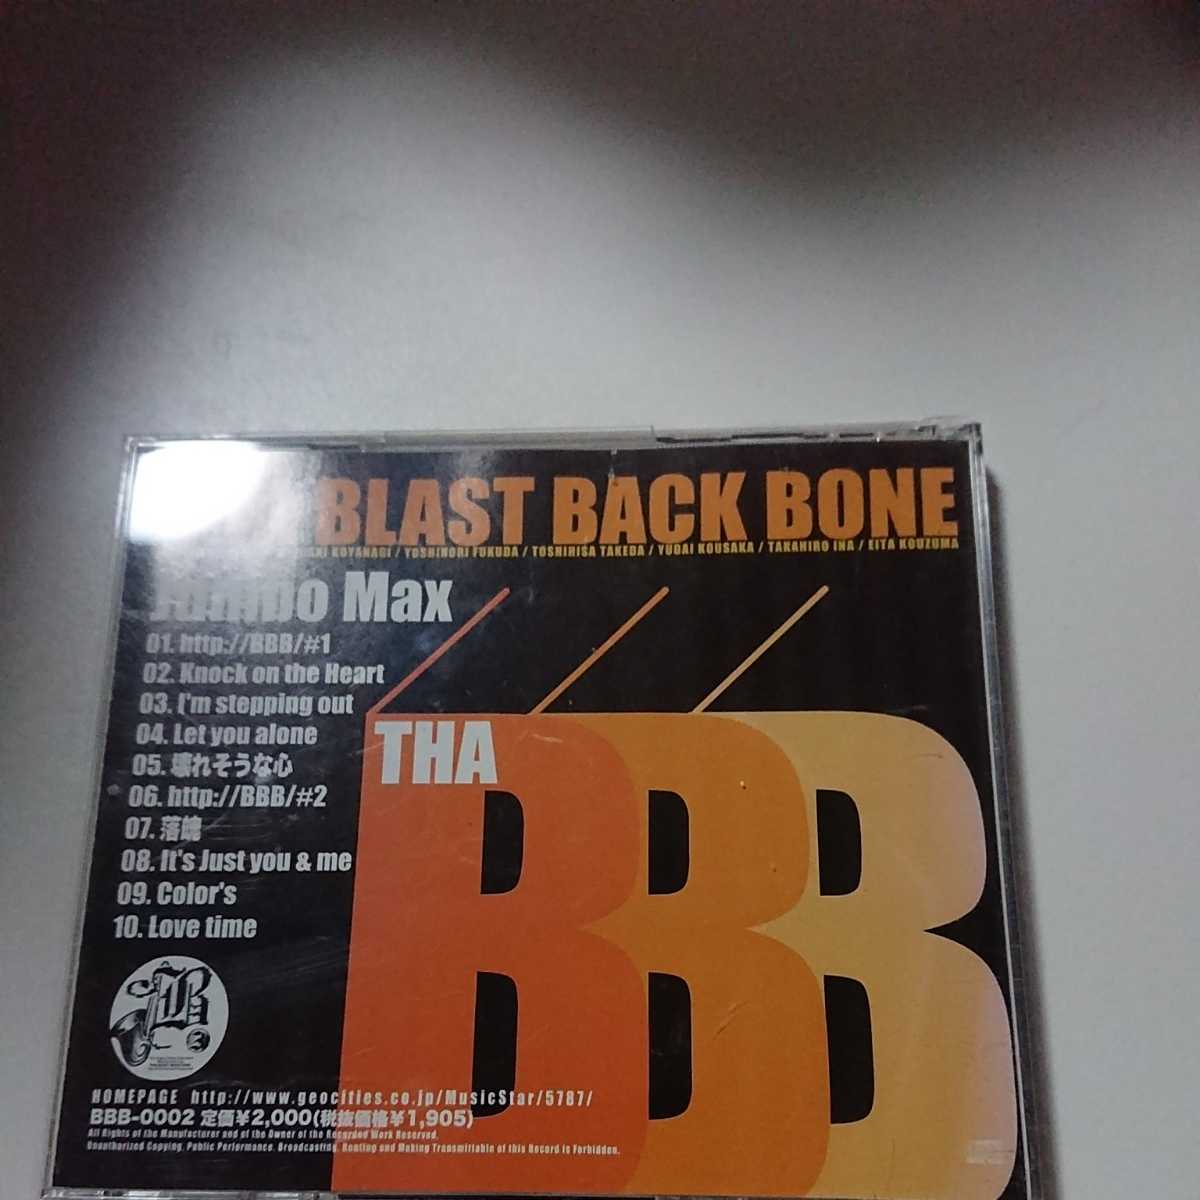 BLAST BACK BONE
KOYANAGI / YOSHINORI FUKUDA / TOSHIHISA TAKEDA / YUDAI KOUSAKA / TAKAHIRO INA / EITA KOUZUMA
Jumbo Max
01. http://BBB/#1
02. Knock on the Heart
03. I'm stepping out
04. Let you alone
05. 壊れそうな心
06. http://BBB/#2
07. 落魄
08. It's Just you & me
09. Color's
10. Love time
THA
BBB
HOMEPAGE http://www.geocities.co.jp/MusicStar/5787/
BBB-0002 定価¥2,000(税抜価格¥1,905)
All Rights of the Manufacturer and of the Owner of the Recorded Work Reserved.
Unauthorized Copying, Public Performance, Broadcasting, Renting and Making Transmittable of this Record is Forbidden.